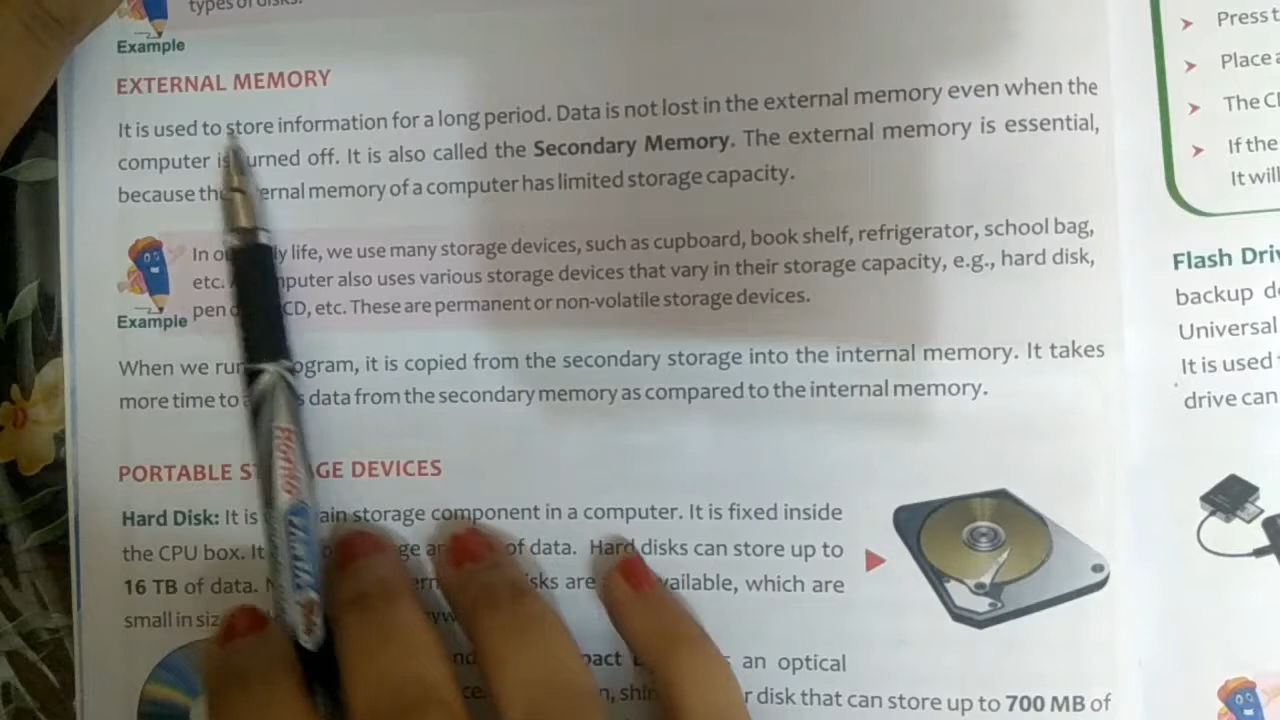 types of disks.
Example
EXTERNAL MEMORY
It is used to store information for a long period. Data is not lost in the external memory even when the
computer is turned off. It is also called the Secondary Memory. The external memory is essential,
because the ernal memory of a computer has limited storage capacity.
In ou ly life, we use many storage devices, such as cupboard, book shelf, refrigerator, school bag,
etc. puter also uses various storage devices that vary in their storage capacity, e.g., hard disk,
pen CD, etc. These are permanent or non-volatile storage devices.
Example
When we run ogram, it is copied from the secondary storage into the internal memory. It takes
more time to s data from the secondary memory as compared to the internal memory.
PORTABLE ST GE DEVICES
Hard Disk: It is ain storage component in a computer. It is fixed inside
the CPU box. It ge of data. Hard disks can store up to
16 TB of data. sks are vailable, which are
small in siz
an optical
r disk that can store up to 700 MB of
Press t
Place a
The CD
If the
It will
Flash Driv
backup de
Universal
It is used
drive can